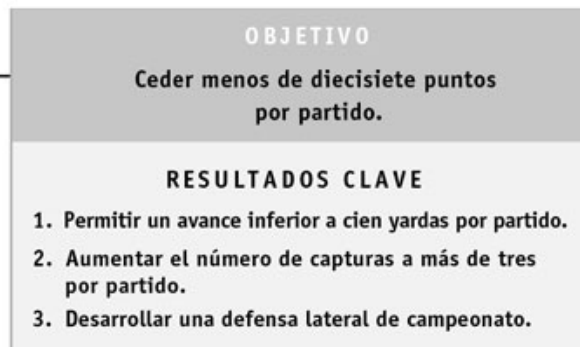 OBJETIVO
Ceder menos de diecisiete puntos
por partido.
RESULTADOS CLAVE
1. Permitir un avance inferior a cien yardas por partido.
2. Aumentar el número de capturas a más de tres
por partido.
3. Desarrollar una defensa lateral de campeonato.